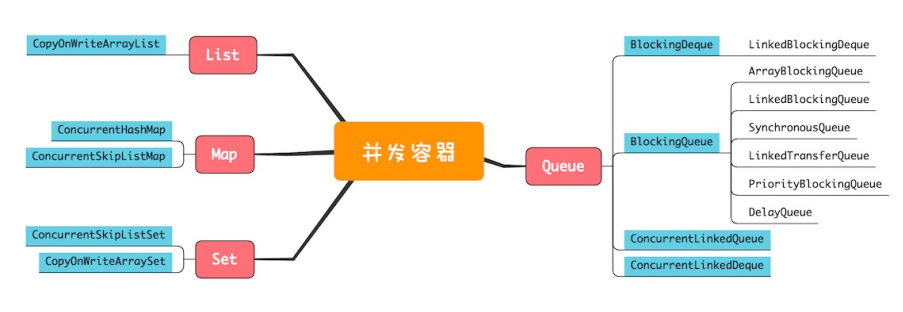 并发容器
List
CopyOnWriteArrayList
Map
ConcurrentHashMap
ConcurrentSkipListMap
Set
ConcurrentSkipListSet
CopyOnWriteArraySet
Queue
BlockingDeque
LinkedBlockingDeque
BlockingQueue
ArrayBlockingQueue
LinkedBlockingQueue
SynchronousQueue
LinkedTransferQueue
PriorityBlockingQueue
DelayQueue
ConcurrentLinkedQueue
ConcurrentLinkedDeque